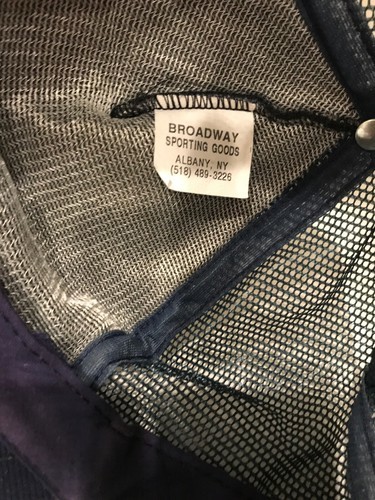 BROADWAY
SPORTING GOODS
ALBANY, NY
(518) 489-3226